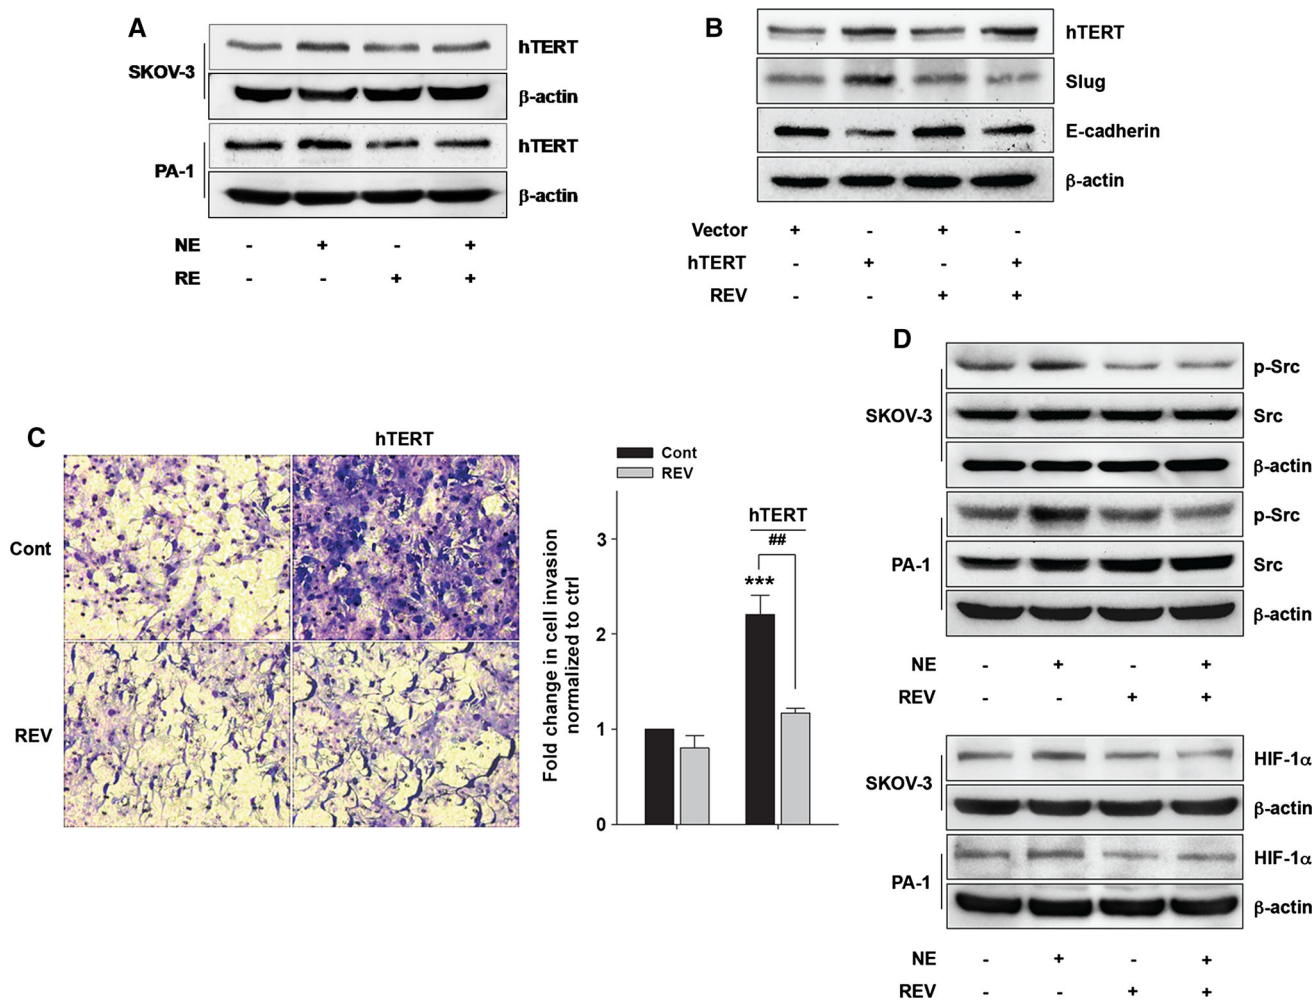 A
SKOV-3
hTERT
β-actin
PA-1
hTERT
β-actin
NE - + - +
RE - - + +
B
hTERT
Slug
E-cadherin
β-actin
Vector + - + -
hTERT - + - +
REV - - + +
C
hTERT
Cont
REV
Cont
REV
Fold change in cell invasion
normalized to ctrl
3
2
1
0
hTERT
##
***
D
SKOV-3
p-Src
Src
β-actin
PA-1
p-Src
Src
β-actin
NE - + - +
REV - - + +
SKOV-3
HIF-1α
β-actin
PA-1
HIF-1α
β-actin
NE - + - +
REV - - + +